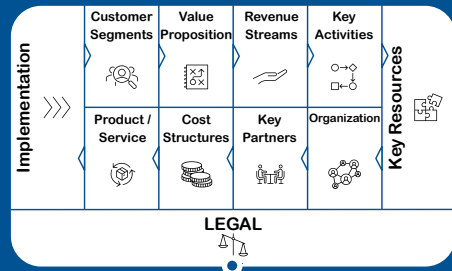 Implementation
Customer
Segments
Value
Proposition
Revenue
Streams
Key
Activities
Key Resources
Product /
Service
Cost
Structures
Key
Partners
Organization
LEGAL